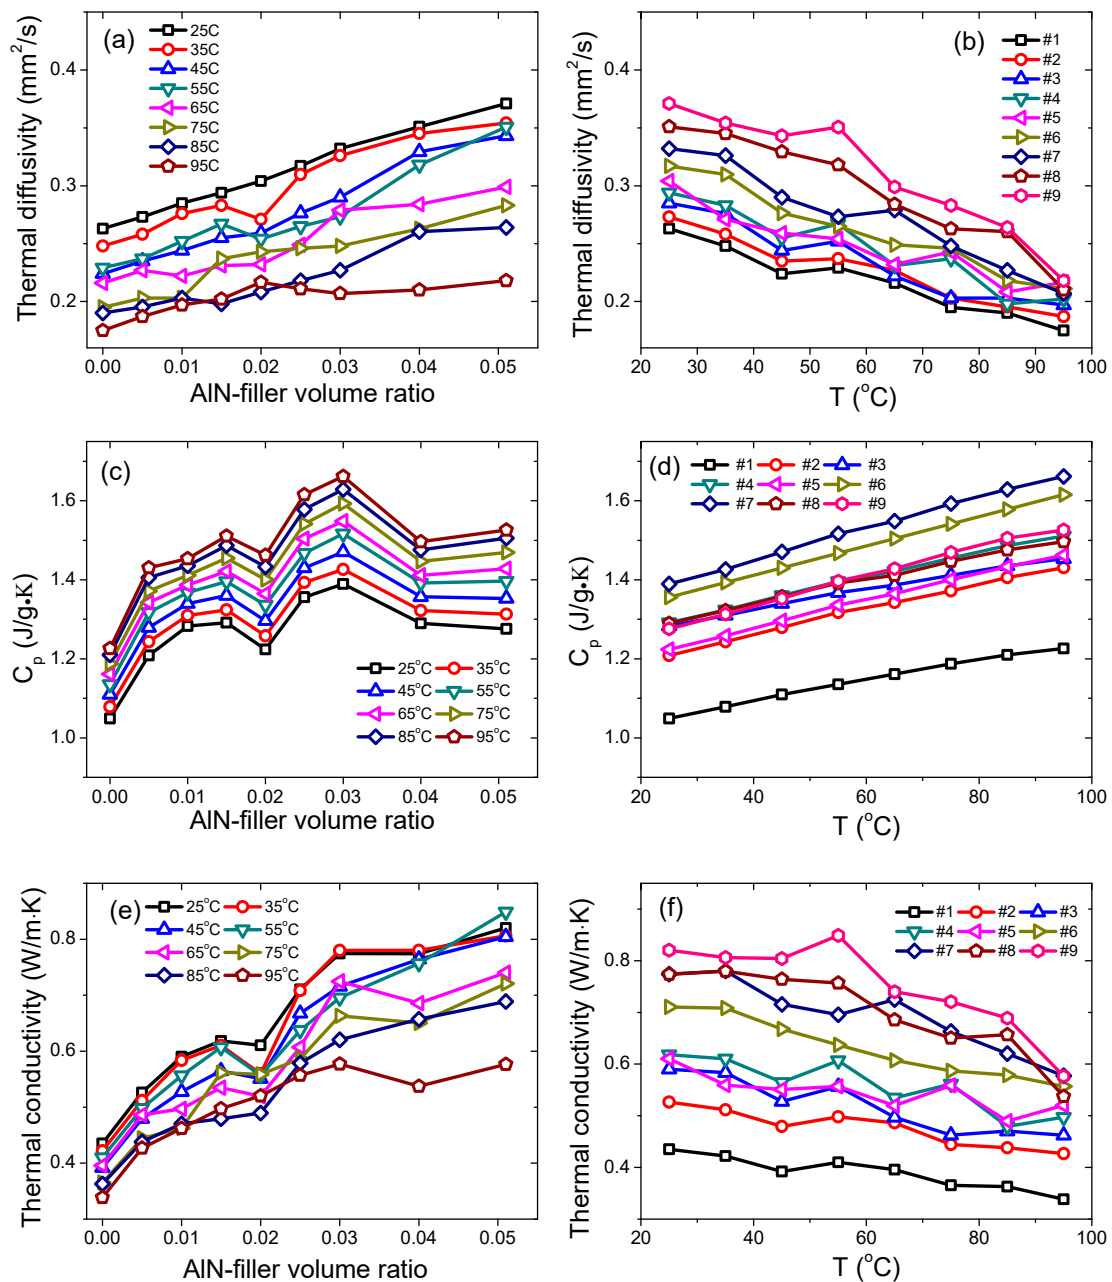 (a)
25C
35C
45C
55C
65C
75C
85C
95C
Thermal diffusivity (mm²/s)
0.4
0.3
0.2
0.00 0.01 0.02 0.03 0.04 0.05
AlN-filler volume ratio
(b)
#1
#2
#3
#4
#5
#6
#7
#8
#9
Thermal diffusivity (mm²/s)
0.4
0.3
0.2
20 30 40 50 60 70 80 90 100
T (°C)
(c)
Cp (J/g•K)
1.6
1.4
1.2
1.0
25°C 35°C
45°C 55°C
65°C 75°C
85°C 95°C
0.00 0.01 0.02 0.03 0.04 0.05
AlN-filler volume ratio
(d)
#1 #2 #3
#4 #5 #6
#7 #8 #9
Cp (J/g•K)
1.6
1.4
1.2
1.0
20 40 60 80 100
T (°C)
(e)
25°C 35°C
45°C 55°C
65°C 75°C
85°C 95°C
Thermal conductivity (W/m·K)
0.8
0.6
0.4
0.00 0.01 0.02 0.03 0.04 0.05
AlN-filler volume ratio
(f)
#1 #2 #3
#4 #5 #6
#7 #8 #9
Thermal conductivity (W/m·K)
0.8
0.6
0.4
20 30 40 50 60 70 80 90 100
T (°C)